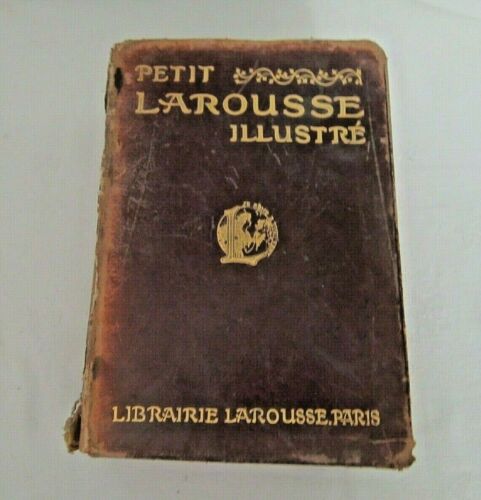 PETIT
LAROUSSE
ILLUSTRÉ
LIBRAIRIE LAROUSSE.PARIS